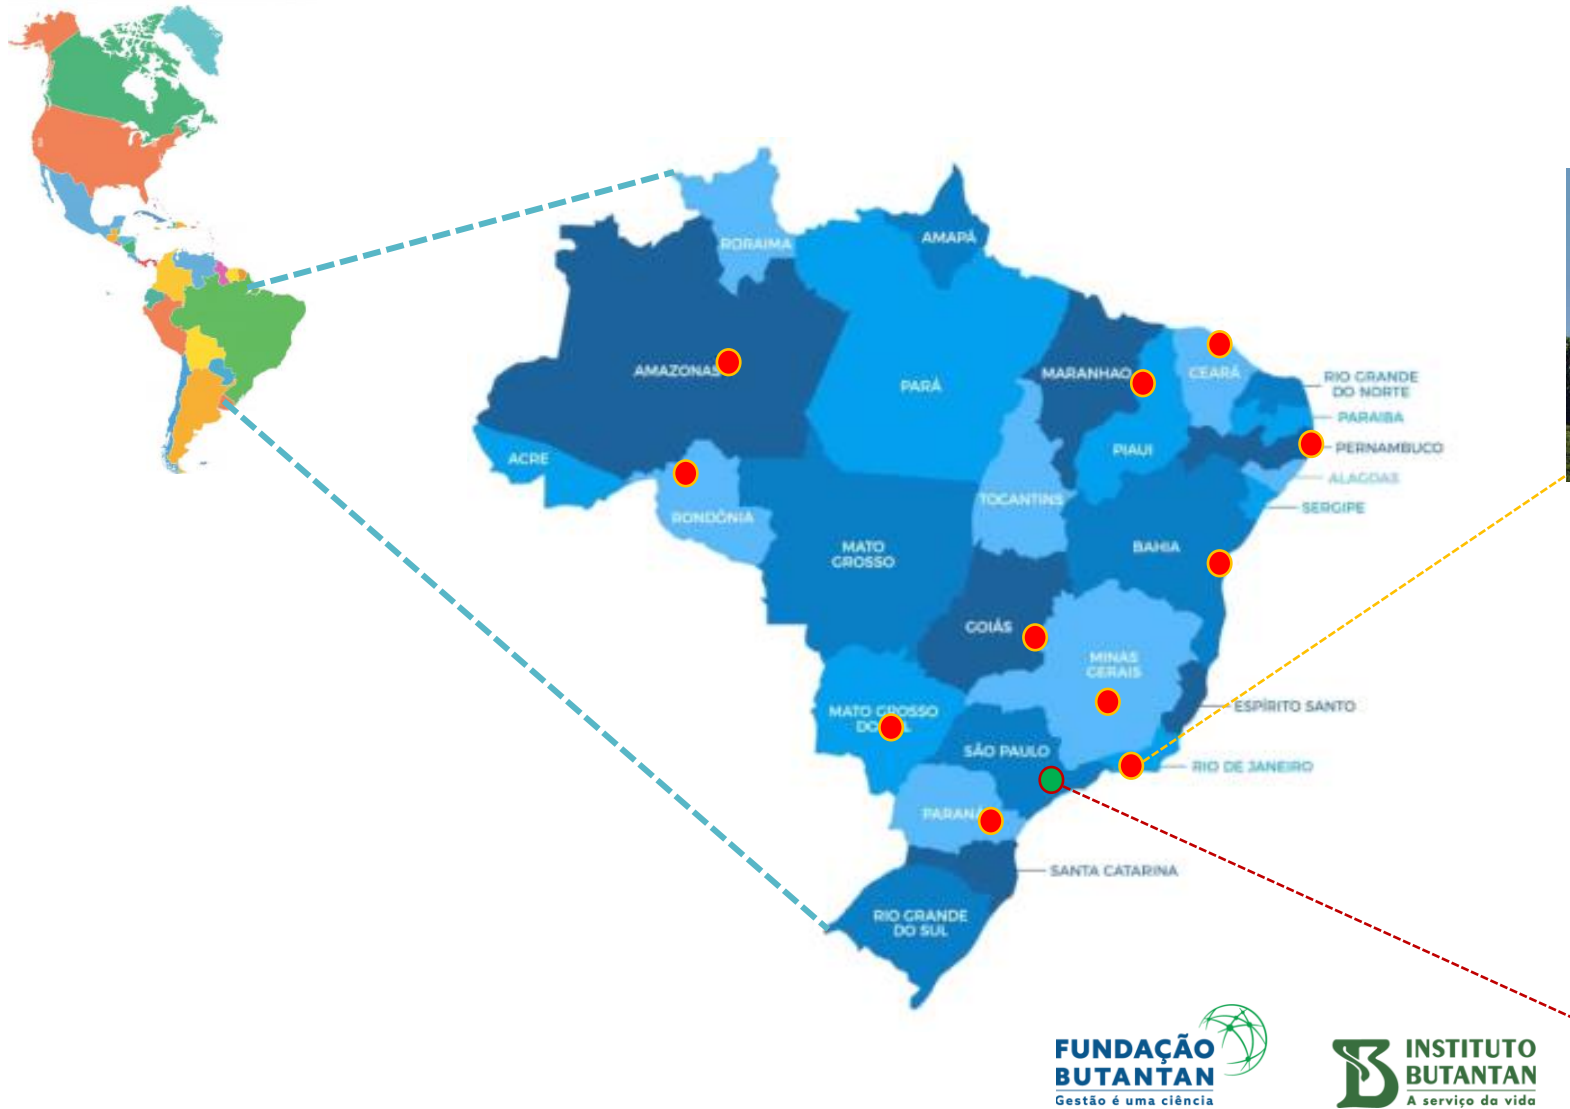 RORAIMA
AMAPÁ
AMAZONAS
PARÁ
MARANHAO
CEARÁ
RIO GRANDE
DO NORTE
PARAIBA
PERNAMBUCO
PIAUI
ACRE
ALAGOAS
TOCANTINS
SERGIPE
RONDÔNIA
MATO
GROSSO
BAHIA
GOIÁS
MINAS
GERAIS
ESPÍRITO SANTO
MATO GROSSO
DO SUL
SÃO PAULO
RIO DE JANEIRO
PARANÁ
SANTA CATARINA
RIO GRANDE
DO SUL
FUNDAÇÃO
BUTANTAN
Gestão é uma ciência
INSTITUTO
BUTANTAN
A serviço da vida